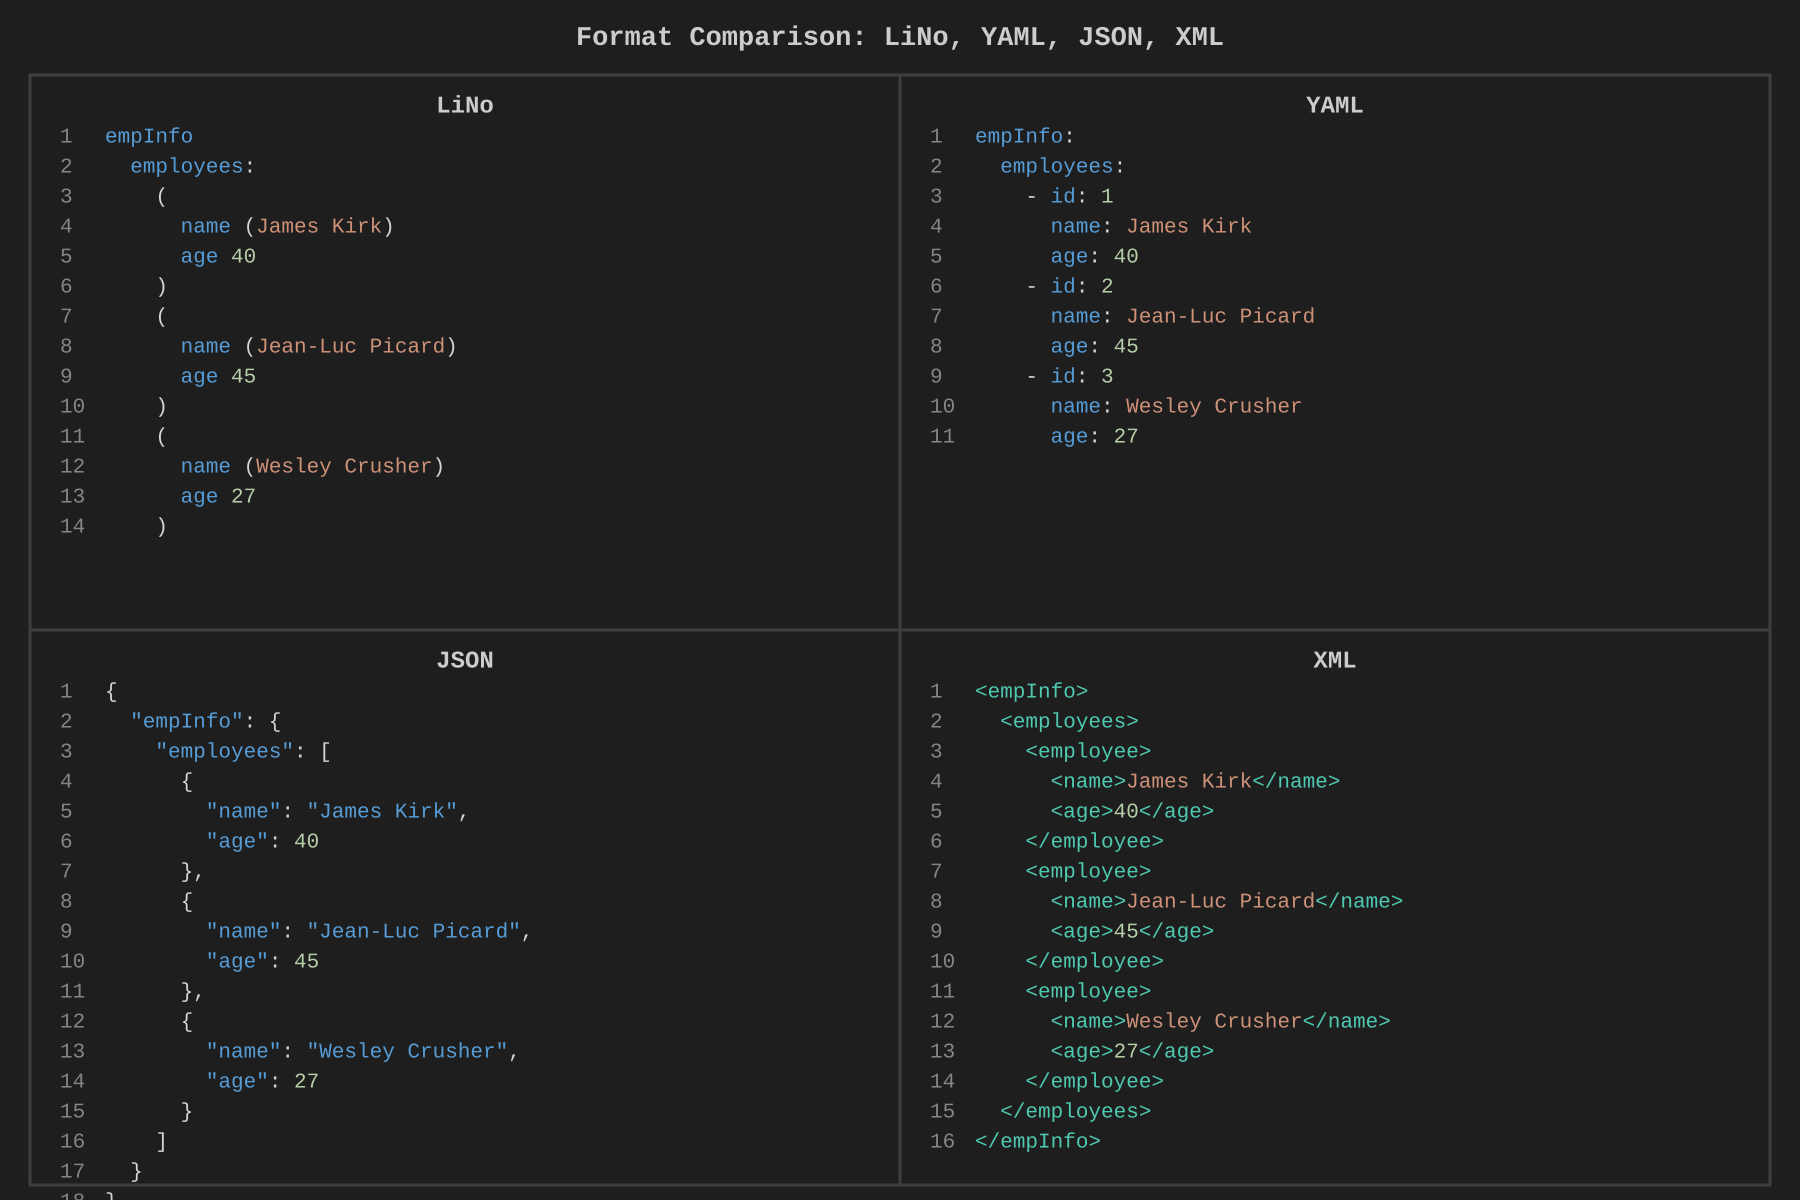 Format Comparison: LiNo, YAML, JSON, XML
LiNo
1 empInfo
2   employees:
3     (
4       name (James Kirk)
5       age 40
6     )
7     (
8       name (Jean-Luc Picard)
9       age 45
10     )
11     (
12       name (Wesley Crusher)
13       age 27
14     )
YAML
1 empInfo:
2   employees:
3     - id: 1
4       name: James Kirk
5       age: 40
6     - id: 2
7       name: Jean-Luc Picard
8       age: 45
9     - id: 3
10       name: Wesley Crusher
11       age: 27
JSON
1 {
2   "empInfo": {
3     "employees": [
4       {
5         "name": "James Kirk",
6         "age": 40
7       },
8       {
9         "name": "Jean-Luc Picard",
10         "age": 45
11       },
12       {
13         "name": "Wesley Crusher",
14         "age": 27
15       }
16     ]
17   }
18 }
XML
1 <empInfo>
2   <employees>
3     <employee>
4       <name>James Kirk</name>
5       <age>40</age>
6     </employee>
7     <employee>
8       <name>Jean-Luc Picard</name>
9       <age>45</age>
10     </employee>
11     <employee>
12       <name>Wesley Crusher</name>
13       <age>27</age>
14     </employee>
15   </employees>
16 </empInfo>